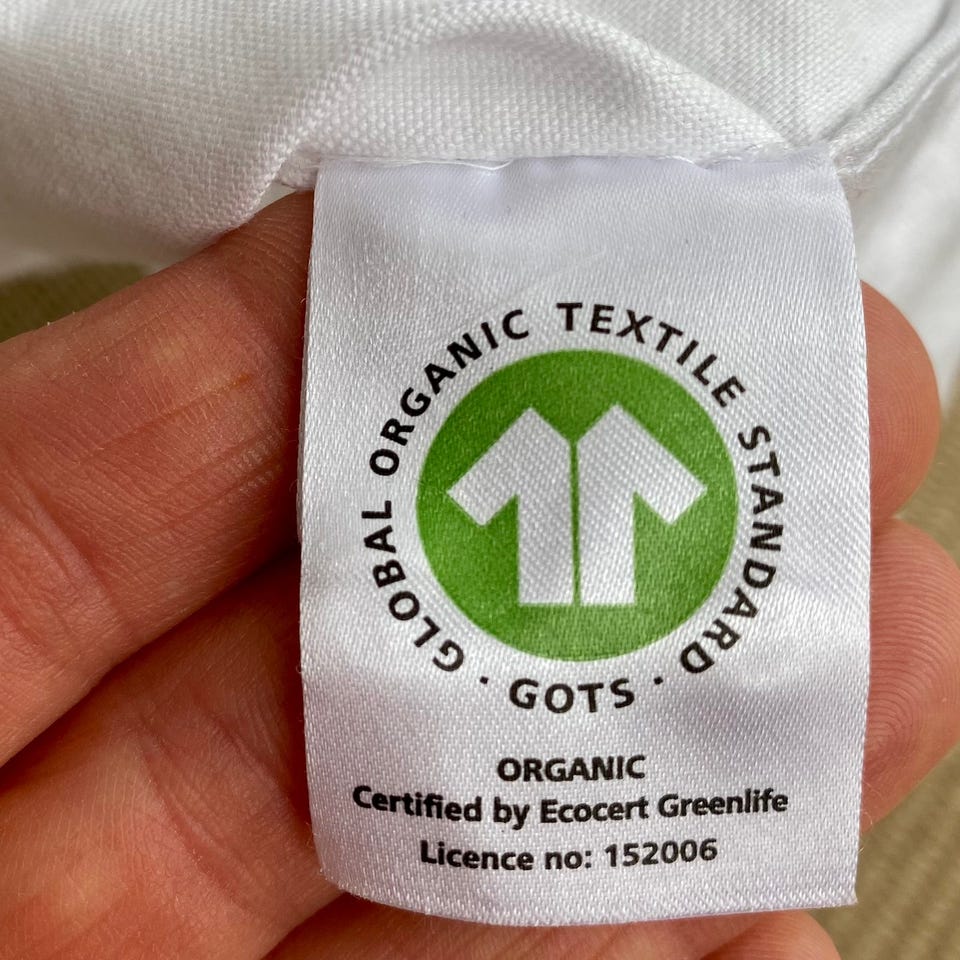 GLOBAL ORGANIC TEXTILE STANDARD
· GOTS ·
ORGANIC
Certified by Ecocert Greenlife
Licence no: 152006